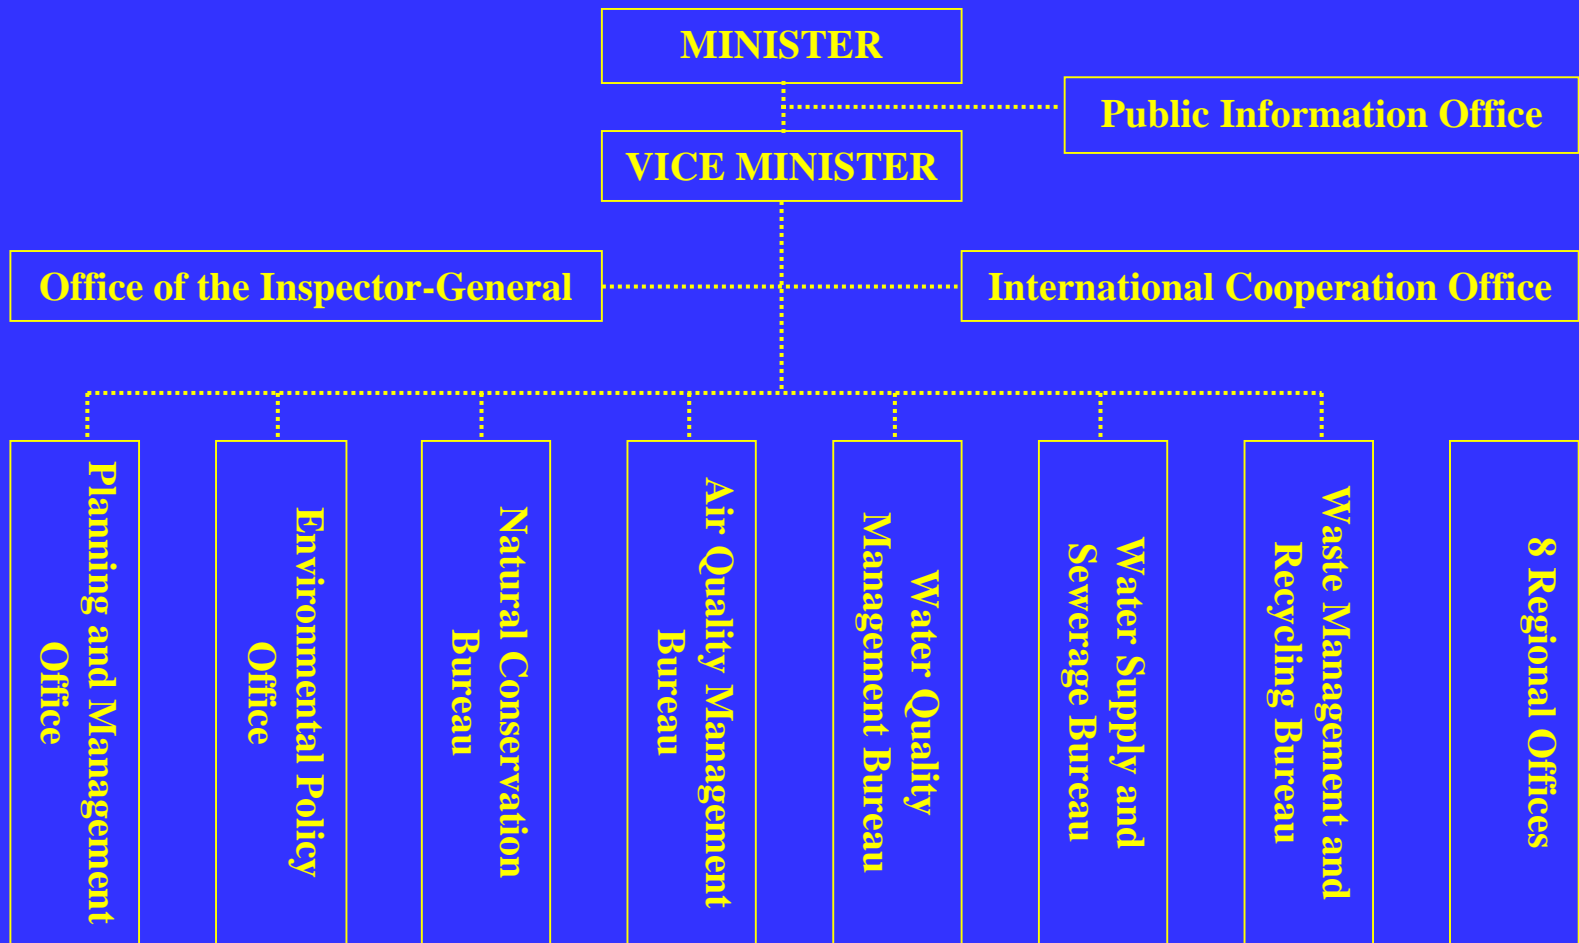 MINISTER
Public Information Office
VICE MINISTER
Office of the Inspector-General
International Cooperation Office
Planning and Management
Office
Environmental Policy
Office
Natural Conservation
Bureau
Air Quality Management
Bureau
Water Quality
Management Bureau
Water Supply and
Sewerage Bureau
Waste Management and
Recycling Bureau
8 Regional Offices